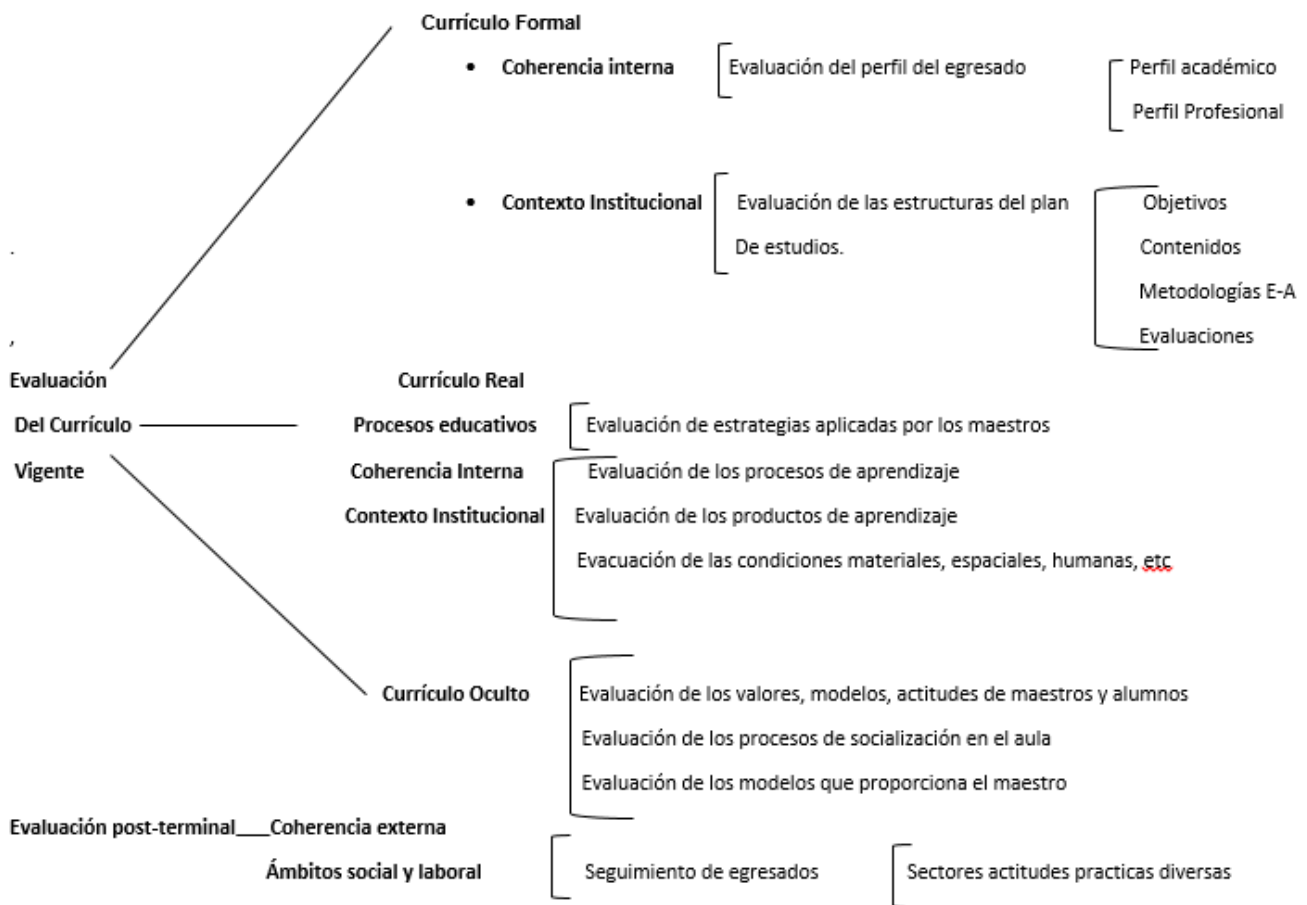 Currículo Formal
• Coherencia interna Evaluación del perfil del egresado Perfil académico
Perfil Profesional
• Contexto Institucional Evaluación de las estructuras del plan Objetivos
. De estudios. Contenidos
Metodologías E-A
, Evaluaciones
Evaluación Currículo Real
Del Currículo Procesos educativos Evaluación de estrategias aplicadas por los maestros
Vigente Coherencia Interna Evaluación de los procesos de aprendizaje
Contexto Institucional Evaluación de los productos de aprendizaje
Evacuación de las condiciones materiales, espaciales, humanas, etc
Currículo Oculto Evaluación de los valores, modelos, actitudes de maestros y alumnos
Evaluación de los procesos de socialización en el aula
Evaluación de los modelos que proporciona el maestro
Evaluación post-terminal___Coherencia externa
Ámbitos social y laboral Seguimiento de egresados Sectores actitudes practicas diversas